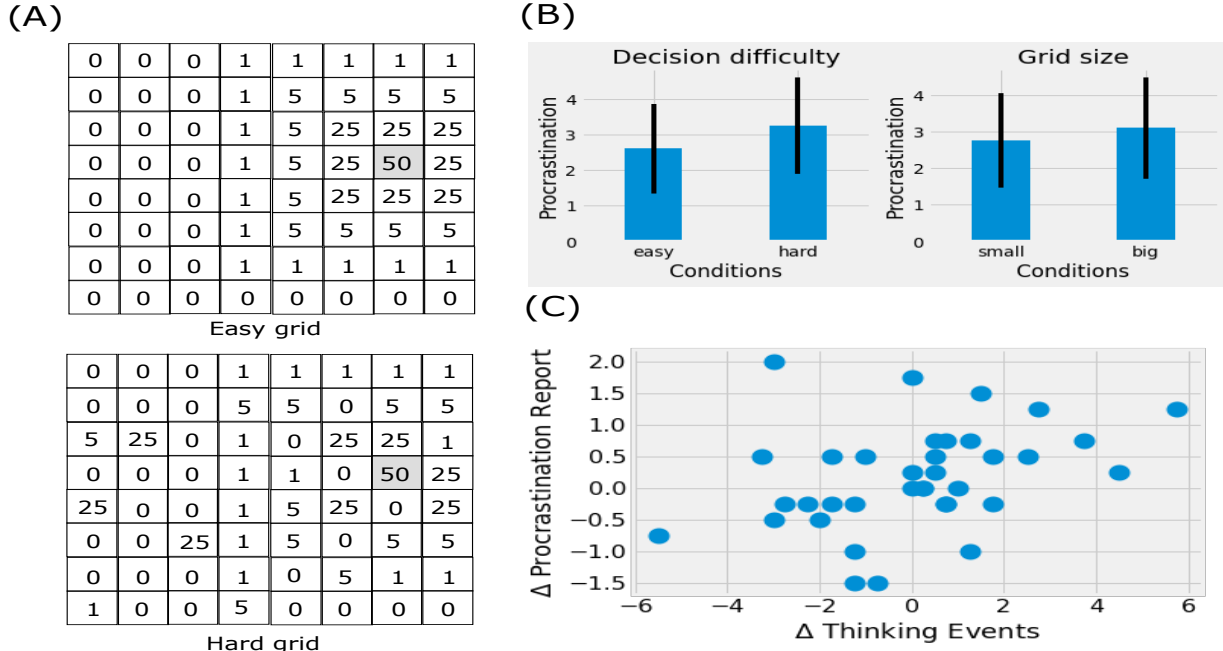 (A)
0 0 0 1 1 1 1 1
0 0 0 1 5 5 5 5
0 0 0 1 5 25 25 25
0 0 0 1 5 25 50 25
0 0 0 1 5 25 25 25
0 0 0 1 5 5 5 5
0 0 0 1 1 1 1 1
0 0 0 0 0 0 0 0
Easy grid
0 0 0 1 1 1 1 1
0 0 0 5 5 0 5 5
5 25 0 1 0 25 25 1
0 0 0 1 1 0 50 25
25 0 0 1 5 25 0 25
0 0 25 1 5 0 5 5
0 0 0 1 0 5 1 1
1 0 0 5 0 0 0 0
Hard grid
(B)
Decision difficulty
Procrastination
4
3
2
1
0
easy hard
Conditions
Grid size
Procrastination
4
3
2
1
0
small big
Conditions
(C)
Δ Procrastination Report
2.0
1.5
1.0
0.5
0.0
−0.5
−1.0
−1.5
−6 −4 −2 0 2 4 6
Δ Thinking Events